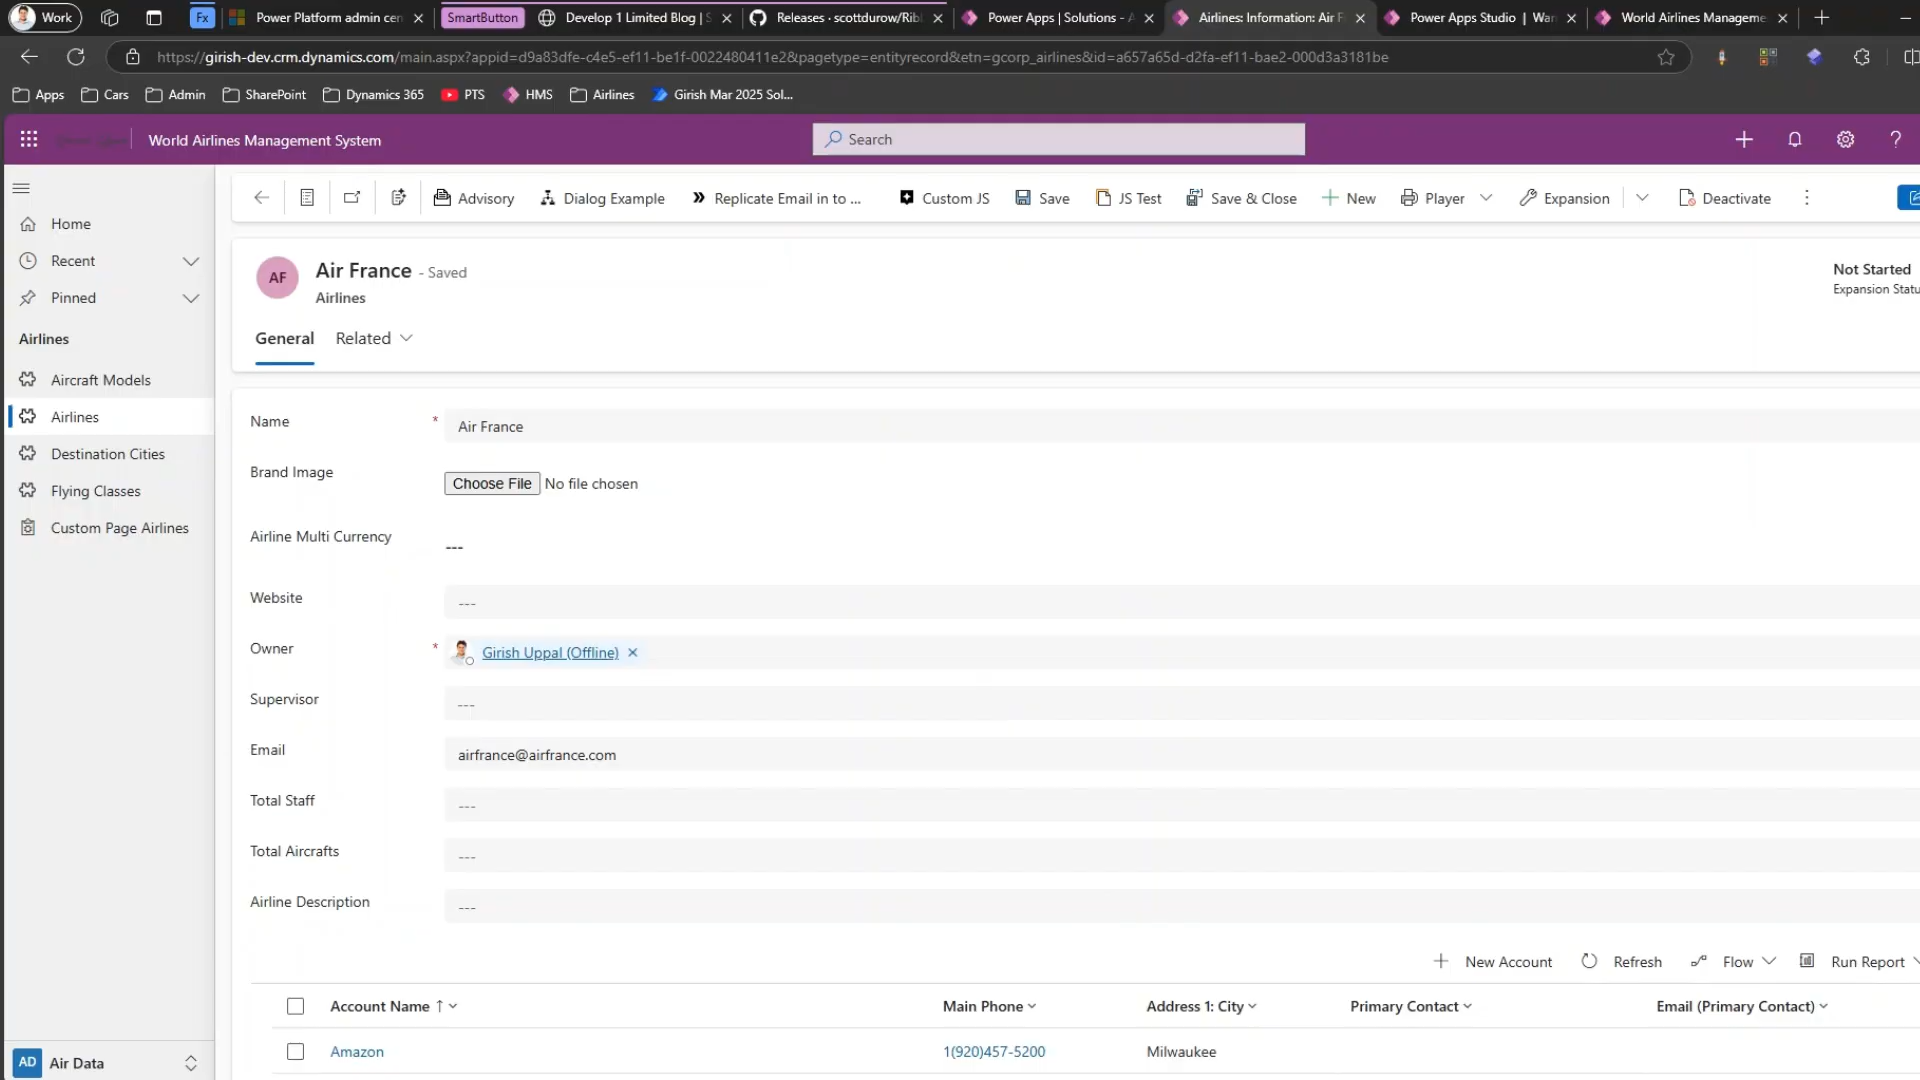 Work
Fx
Power Platform admin cen
SmartButton
Develop 1 Limited Blog | S
Releases · scottdurow/Ribl
Power Apps | Solutions - A
Airlines: Information: Air F
Power Apps Studio | War
World Airlines Manageme
https://girish-dev.crm.dynamics.com/main.aspx?appid=d9a83dfe-c4e5-ef11-be1f-0022480411e2&pagetype=entityrecord&etn=gcorp_airlines&id=a657a65d-d2fa-ef11-bae2-000d3a3181be
Apps
Cars
Admin
SharePoint
Dynamics 365
PTS
HMS
Airlines
Girish Mar 2025 Sol...
World Airlines Management System
Search
Advisory
Dialog Example
Replicate Email in to ...
Custom JS
Save
JS Test
Save & Close
New
Player
Expansion
Deactivate
Home
Recent
Pinned
Airlines
Aircraft Models
Airlines
Destination Cities
Flying Classes
Custom Page Airlines
AD Air Data
AF
Air France - Saved
Airlines
Not Started
Expansion Statu
General
Related
Name * Air France
Brand Image Choose File No file chosen
Airline Multi Currency ---
Website ---
Owner * Girish Uppal (Offline)
Supervisor ---
Email airfrance@airfrance.com
Total Staff ---
Total Aircrafts ---
Airline Description ---
New Account
Refresh
Flow
Run Report
Account Name ↑
Main Phone
Address 1: City
Primary Contact
Email (Primary Contact)
Amazon
1(920)457-5200
Milwaukee